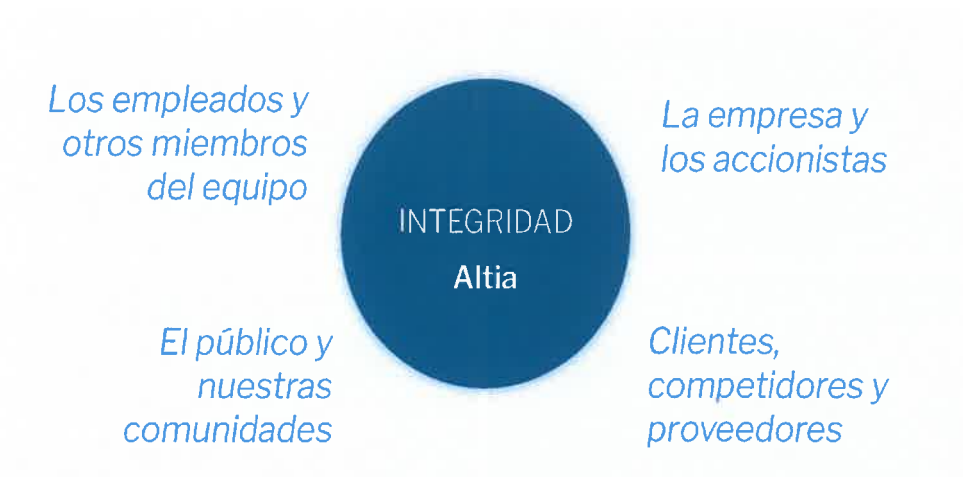 Los empleados y
otros miembros
del equipo
La empresa y
los accionistas
INTEGRIDAD
Altia
El público y
nuestras
comunidades
Clientes,
competidores y
proveedores